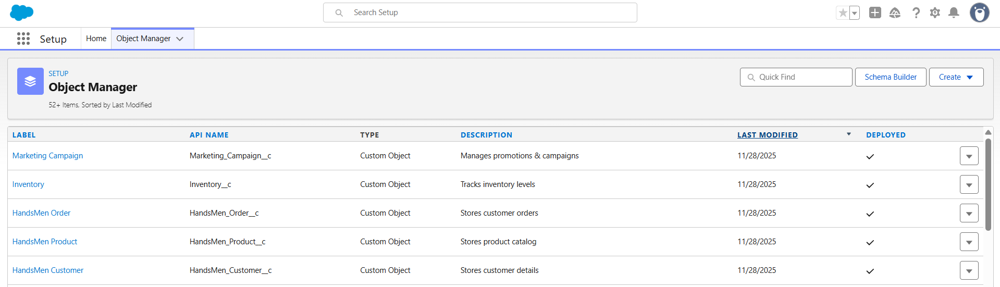 Search Setup
Setup Home Object Manager
SETUP
Object Manager
52+ Items, Sorted by Last Modified
Quick Find Schema Builder Create
LABEL API NAME TYPE DESCRIPTION LAST MODIFIED DEPLOYED
Marketing Campaign Marketing_Campaign__c Custom Object Manages promotions & campaigns 11/28/2025
Inventory Inventory__c Custom Object Tracks inventory levels 11/28/2025
HandsMen Order HandsMen_Order__c Custom Object Stores customer orders 11/28/2025
HandsMen Product HandsMen_Product__c Custom Object Stores product catalog 11/28/2025
HandsMen Customer HandsMen_Customer__c Custom Object Stores customer details 11/28/2025